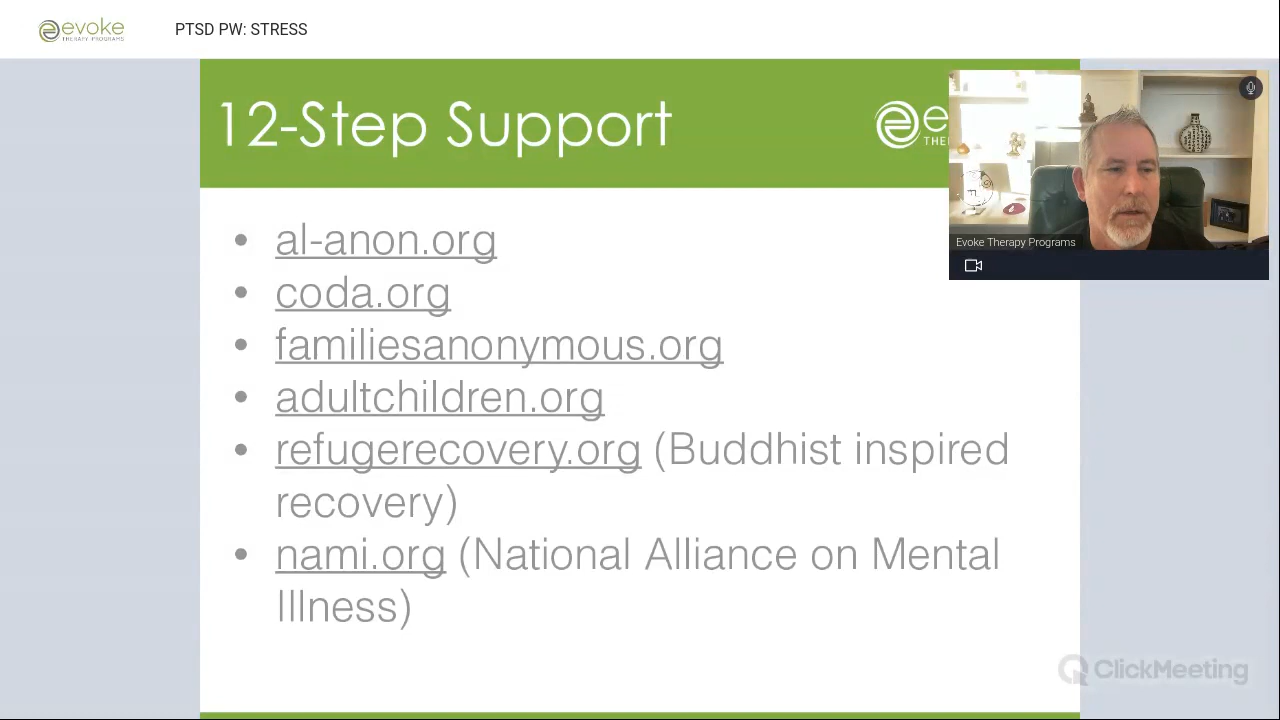 evoke
THERAPY PROGRAMS
PTSD PW: STRESS
12-Step Support
e
THE
Evoke Therapy Programs
al-anon.org
coda.org
familiesanonymous.org
adultchildren.org
refugerecovery.org (Buddhist inspired
recovery)
nami.org (National Alliance on Mental
Illness)
ClickMeeting